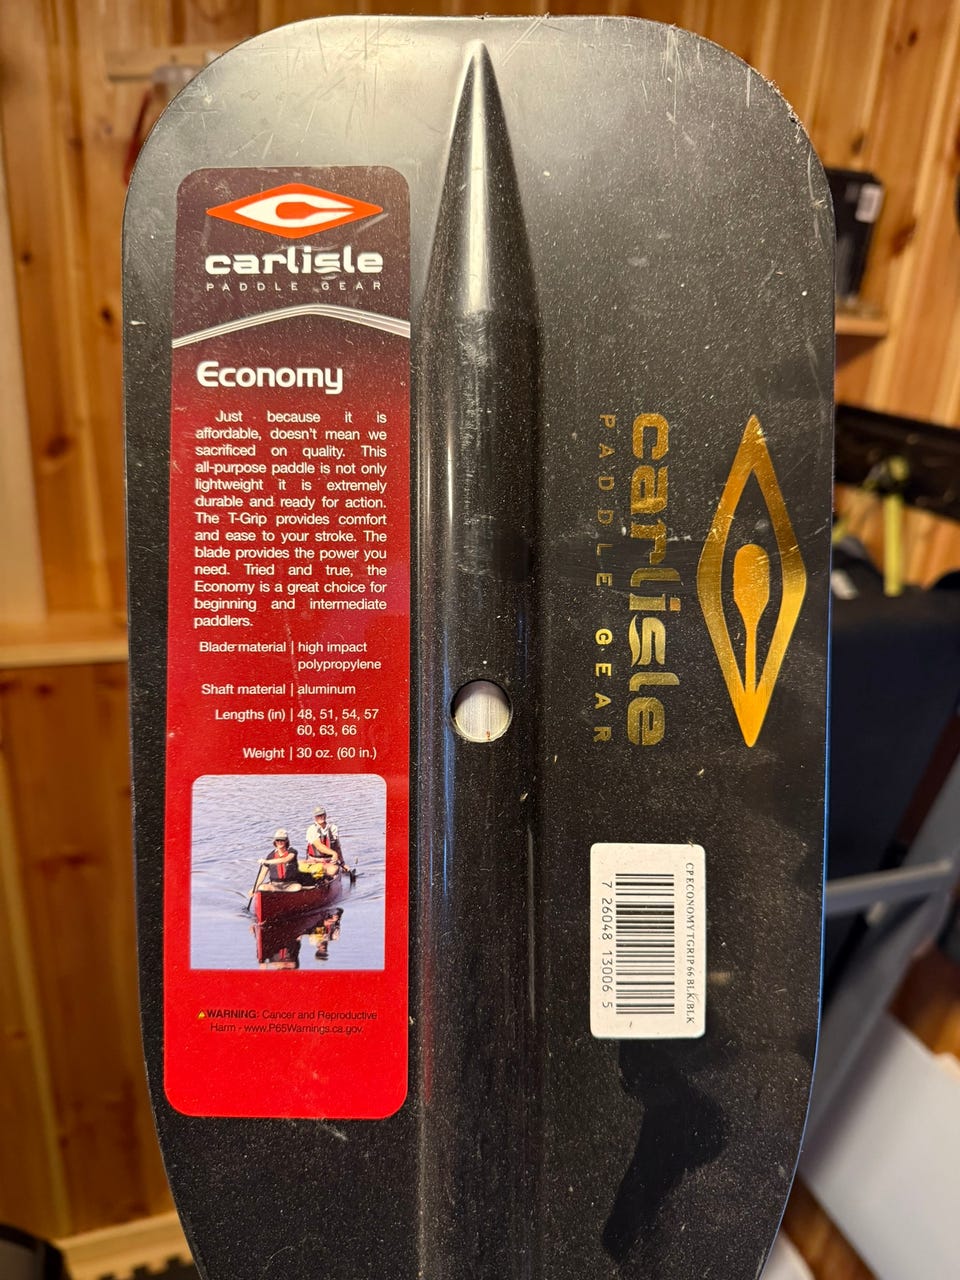 carlisle
PADDLE GEAR
Economy
Just because it is
affordable, doesn't mean we
sacrificed on quality. This
all-purpose paddle is not only
lightweight it is extremely
durable and ready for action.
The T-Grip provides comfort
and ease to your stroke. The
blade provides the power you
need. Tried and true, the
Economy is a great choice for
beginning and intermediate
paddlers.
Blade material | high impact
polypropylene
Shaft material | aluminum
Lengths (in) | 48, 51, 54, 57
60, 63, 66
Weight | 30 oz. (60 in.)
WARNING: Cancer and Reproductive
Harm - www.P65Warnings.ca.gov.
carlisle
PADDLE GEAR
CP ECONOMY TGRIP 66 BLK/BLK
7 26048 13006 5